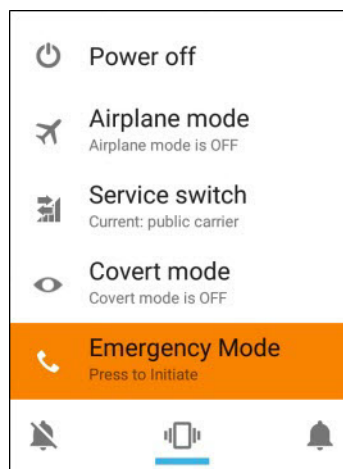 Power off
Airplane mode
Airplane mode is OFF
Service switch
Current: public carrier
Covert mode
Covert mode is OFF
Emergency Mode
Press to Initiate